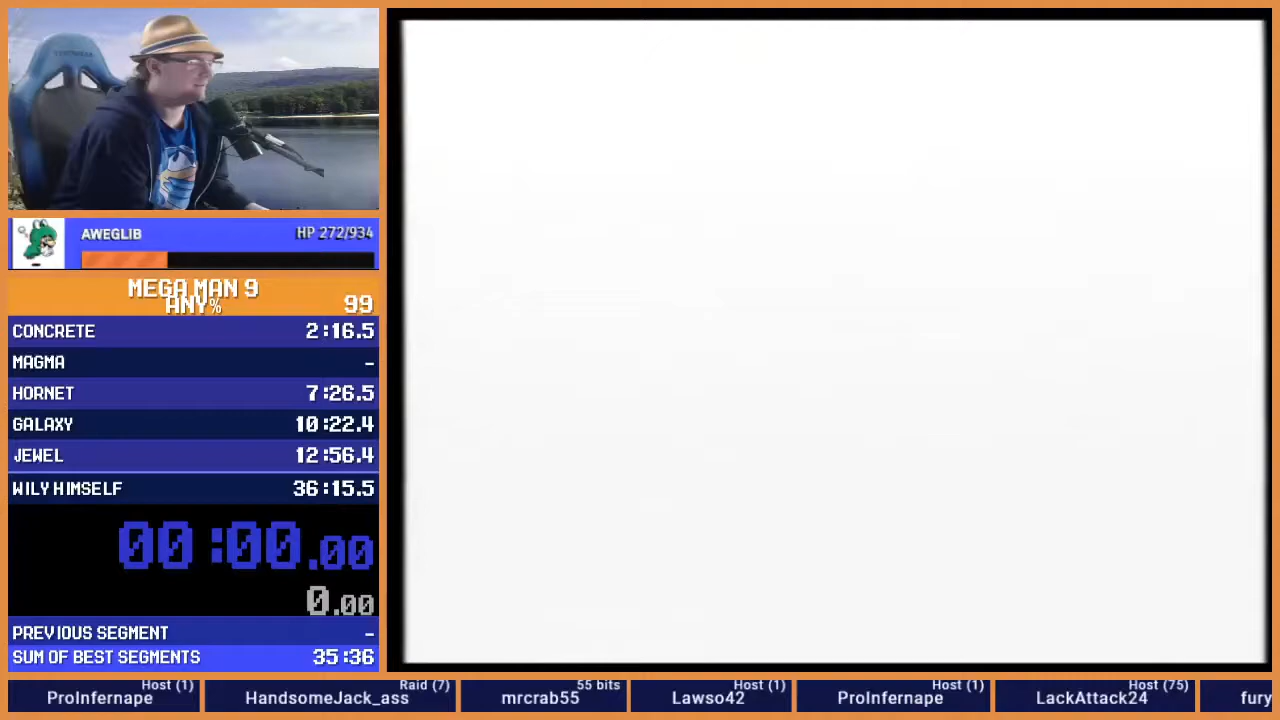 AWEGLIB HP 272/934
MEGA MAN 9
ANY% 99
CONCRETE 2:16.5
MAGMA -
HORNET 7:26.5
GALAXY 10:22.4
JEWEL 12:56.4
WILY HIMSELF 36:15.5
00:00.00
0.00
PREVIOUS SEGMENT -
SUM OF BEST SEGMENTS 35:36
Host (1) Raid (7) 55 bits Host (1) Host (1) Host (75)
ProInfernape HandsomeJack_ass mrcrab55 Lawso42 ProInfernape LackAttack24 fury